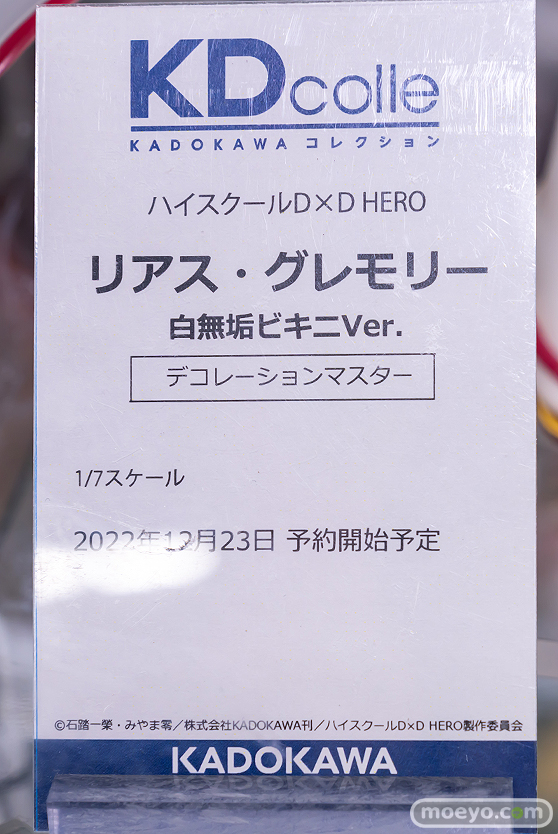 KDcolle
KADOKAWA コレクション
ハイスクールD×D HERO
リアス・グレモリー
白無垢ビキニVer.
デコレーションマスター
1/7スケール
2022年12月23日 予約開始予定
©石踏一榮・みやま零／株式会社KADOKAWA刊／ハイスクールD×D HERO製作委員会
KADOKAWA
moeyo.com